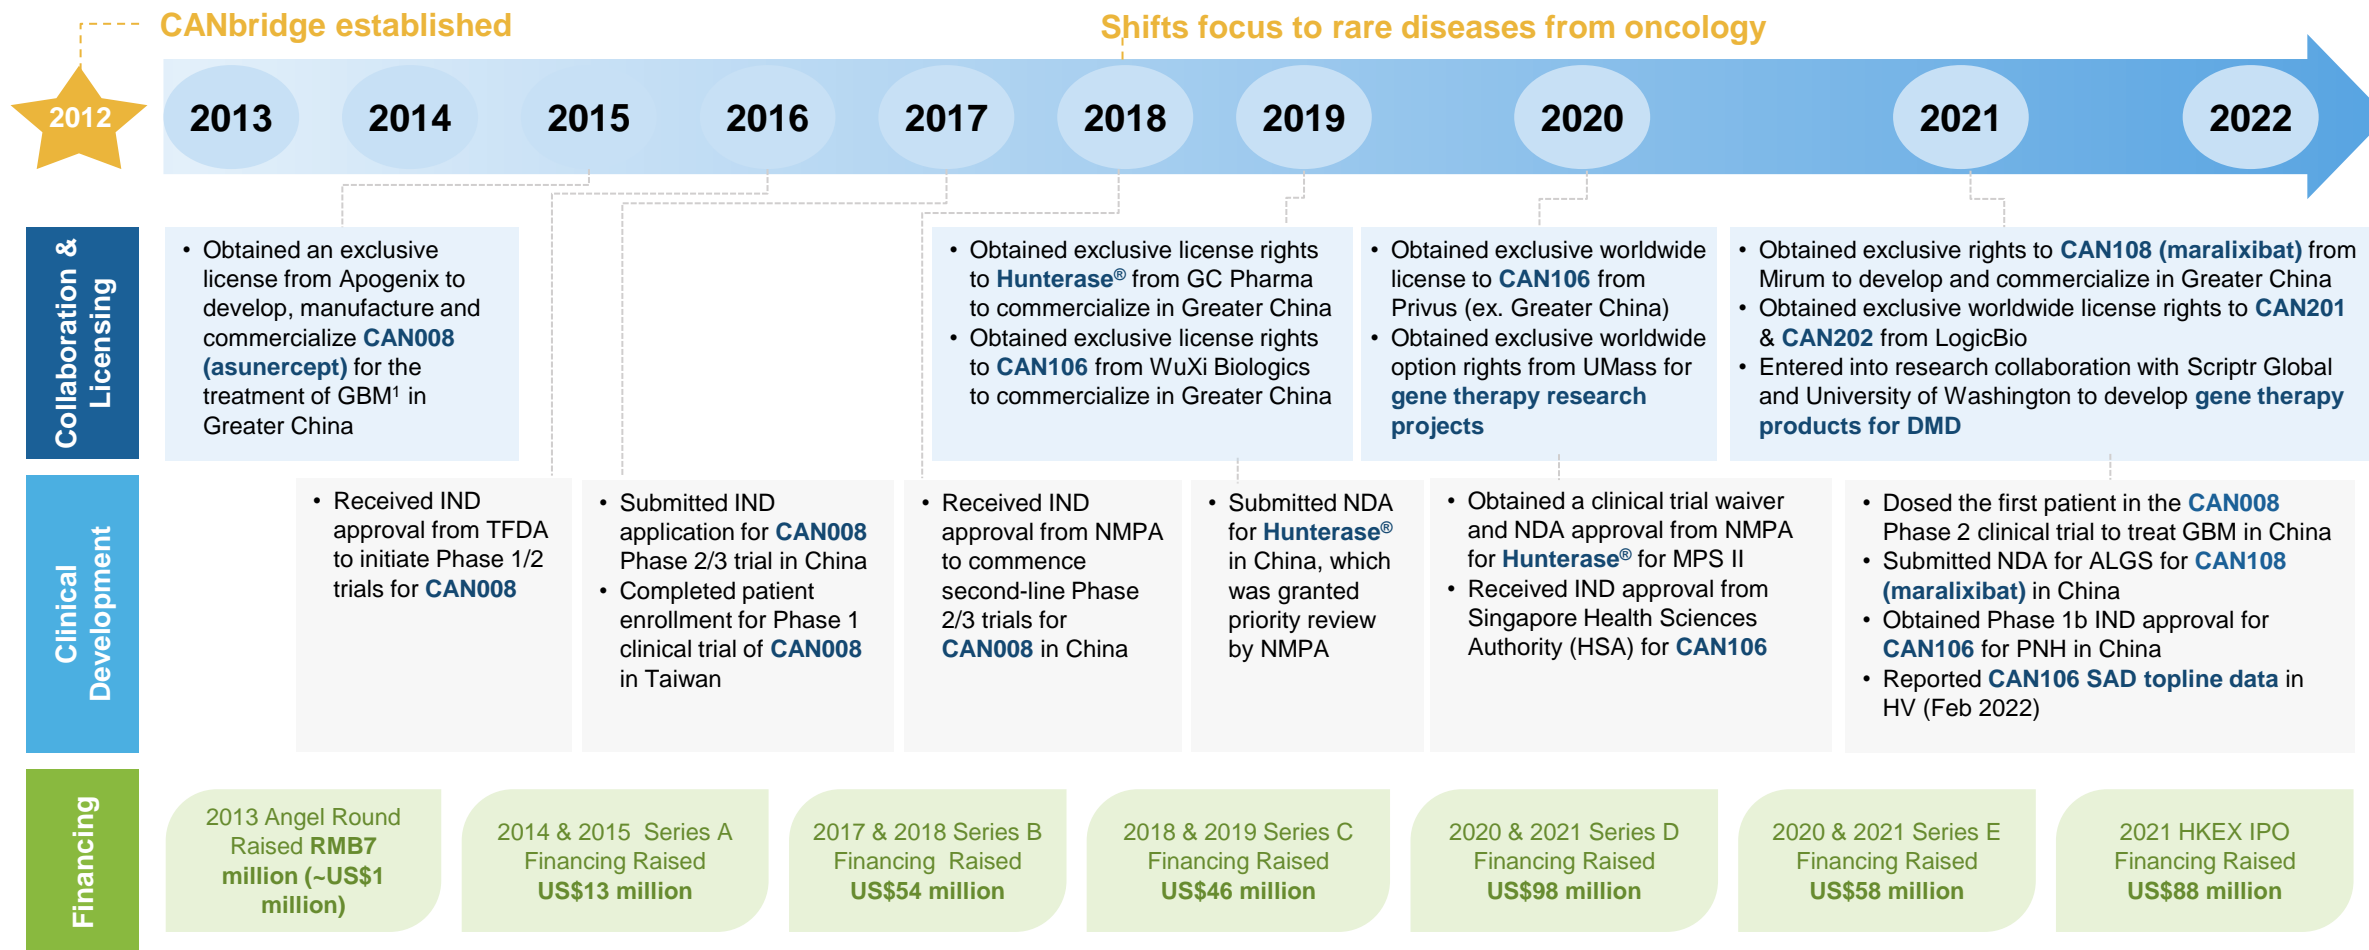 CANbridge established
Shifts focus to rare diseases from oncology
2012
2013
2014
2015
2016
2017
2018
2019
2020
2021
2022
Collaboration &
Licensing
• Obtained an exclusive
license from Apogenix to
develop, manufacture and
commercialize CAN008
(asunercept) for the
treatment of GBM¹ in
Greater China
• Obtained exclusive license rights
to Hunterase® from GC Pharma
to commercialize in Greater China
• Obtained exclusive license rights
to CAN106 from WuXi Biologics
to commercialize in Greater China
• Obtained exclusive worldwide
license to CAN106 from
Privus (ex. Greater China)
• Obtained exclusive worldwide
option rights from UMass for
gene therapy research
projects
• Obtained exclusive rights to CAN108 (maralixibat) from
Mirum to develop and commercialize in Greater China
• Obtained exclusive worldwide license rights to CAN201
& CAN202 from LogicBio
• Entered into research collaboration with Scriptr Global
and University of Washington to develop gene therapy
products for DMD
Clinical
Development
• Received IND
approval from TFDA
to initiate Phase 1/2
trials for CAN008
• Submitted IND
application for CAN008
Phase 2/3 trial in China
• Completed patient
enrollment for Phase 1
clinical trial of CAN008
in Taiwan
• Received IND
approval from NMPA
to commence
second-line Phase
2/3 trials for
CAN008 in China
• Submitted NDA
for Hunterase®
in China, which
was granted
priority review
by NMPA
• Obtained a clinical trial waiver
and NDA approval from NMPA
for Hunterase® for MPS II
• Received IND approval from
Singapore Health Sciences
Authority (HSA) for CAN106
• Dosed the first patient in the CAN008
Phase 2 clinical trial to treat GBM in China
• Submitted NDA for ALGS for CAN108
(maralixibat) in China
• Obtained Phase 1b IND approval for
CAN106 for PNH in China
• Reported CAN106 SAD topline data in
HV (Feb 2022)
Financing
2013 Angel Round
Raised RMB7
million (~US$1
million)
2014 & 2015 Series A
Financing Raised
US$13 million
2017 & 2018 Series B
Financing Raised
US$54 million
2018 & 2019 Series C
Financing Raised
US$46 million
2020 & 2021 Series D
Financing Raised
US$98 million
2020 & 2021 Series E
Financing Raised
US$58 million
2021 HKEX IPO
Financing Raised
US$88 million